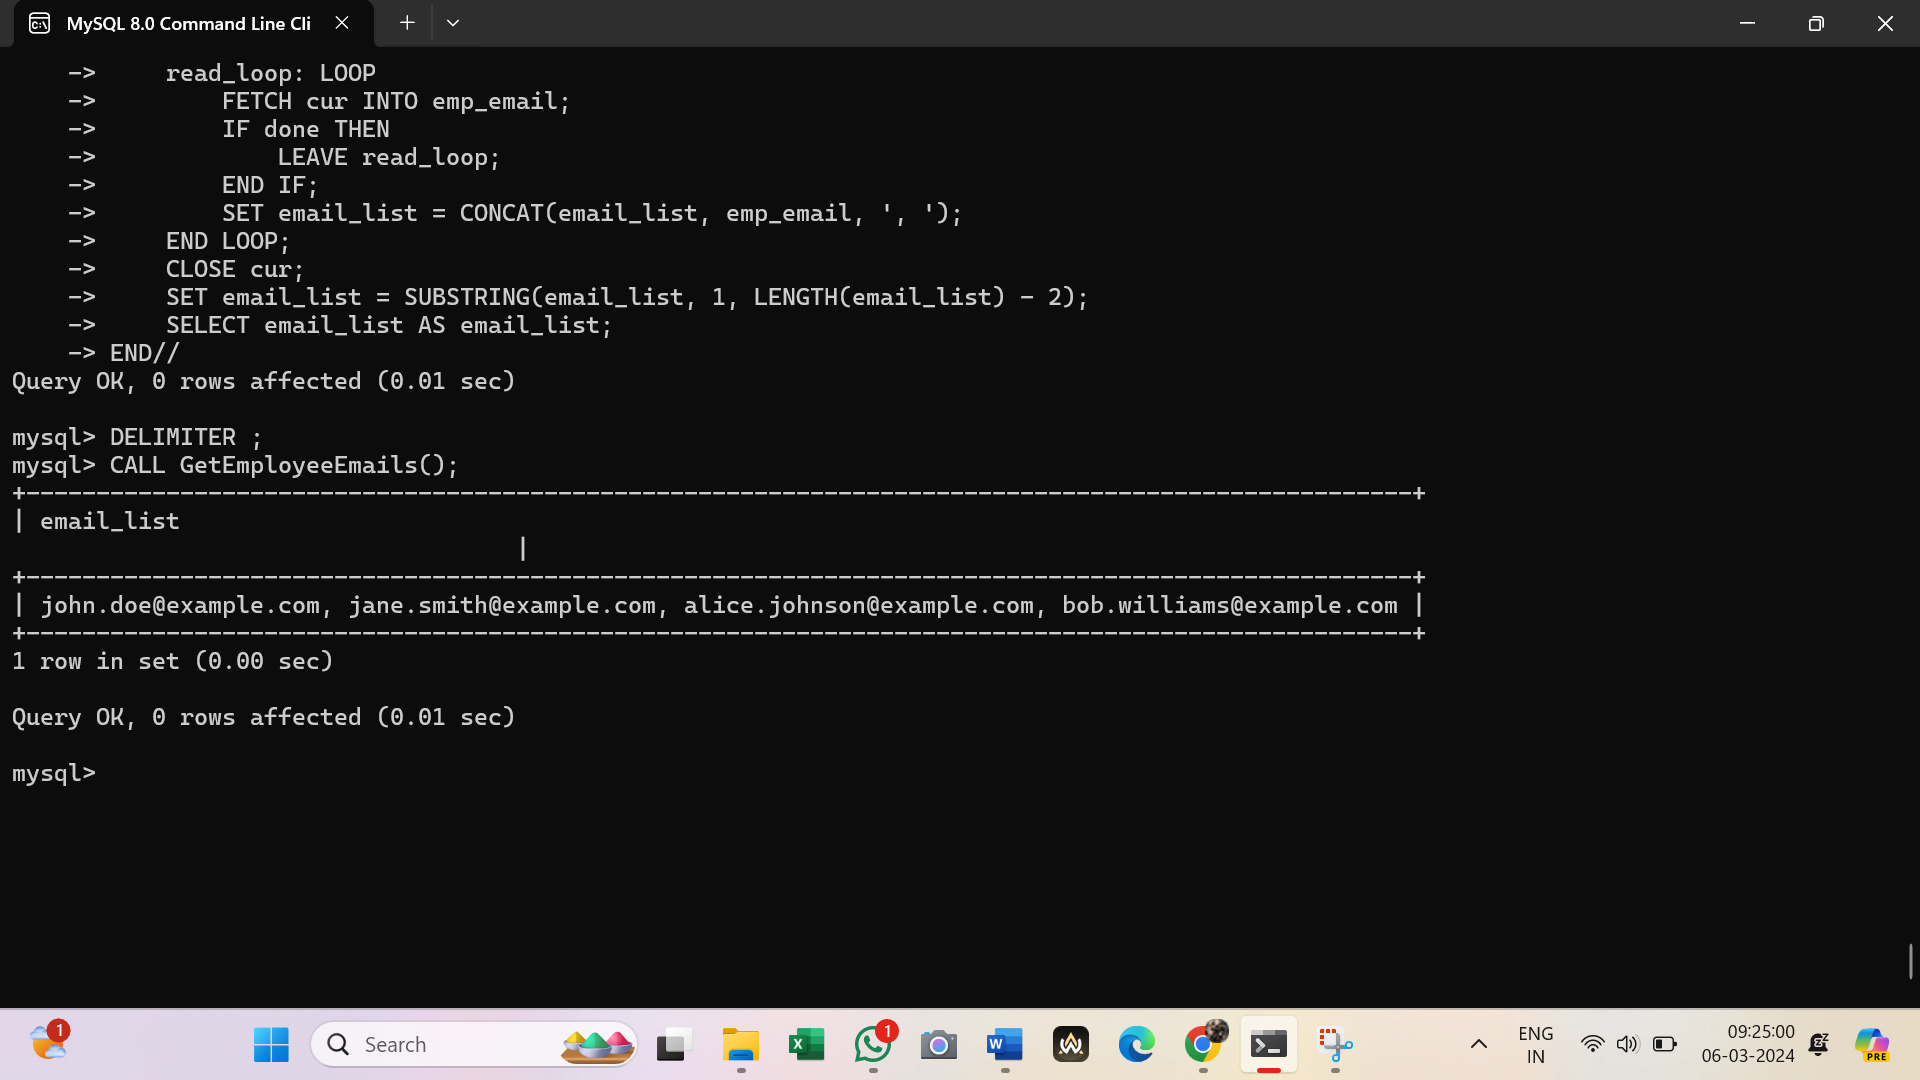 MySQL 8.0 Command Line Cli
->     read_loop: LOOP
->         FETCH cur INTO emp_email;
->         IF done THEN
->             LEAVE read_loop;
->         END IF;
->         SET email_list = CONCAT(email_list, emp_email, ', ');
->     END LOOP;
->     CLOSE cur;
->     SET email_list = SUBSTRING(email_list, 1, LENGTH(email_list) - 2);
->     SELECT email_list AS email_list;
-> END//
Query OK, 0 rows affected (0.01 sec)
mysql> DELIMITER ;
mysql> CALL GetEmployeeEmails();
+---------------------------------------------------------------------------------------------------+
| email_list
|
+---------------------------------------------------------------------------------------------------+
| john.doe@example.com, jane.smith@example.com, alice.johnson@example.com, bob.williams@example.com |
+---------------------------------------------------------------------------------------------------+
1 row in set (0.00 sec)
Query OK, 0 rows affected (0.01 sec)
mysql>
1
Search
X
1
W
ENG
IN
09:25:00
06-03-2024
PRE